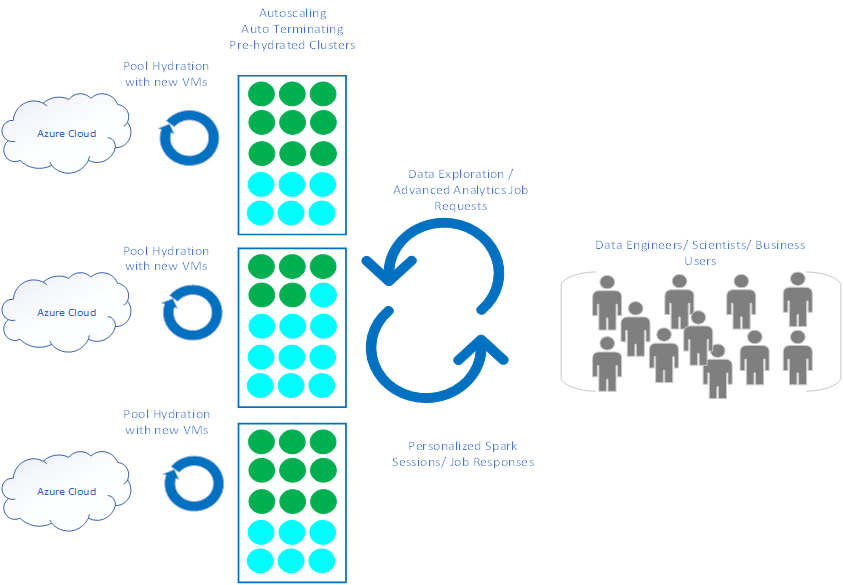 Autoscaling
Auto Terminating
Pre-hydrated Clusters
Pool Hydration
with new VMs
Azure Cloud
Data Exploration /
Advanced Analytics Job
Requests
Data Engineers/ Scientists/ Business
Users
Pool Hydration
with new VMs
Azure Cloud
Pool Hydration
with new VMs
Personalized Spark
Sessions/ Job Responses
Azure Cloud